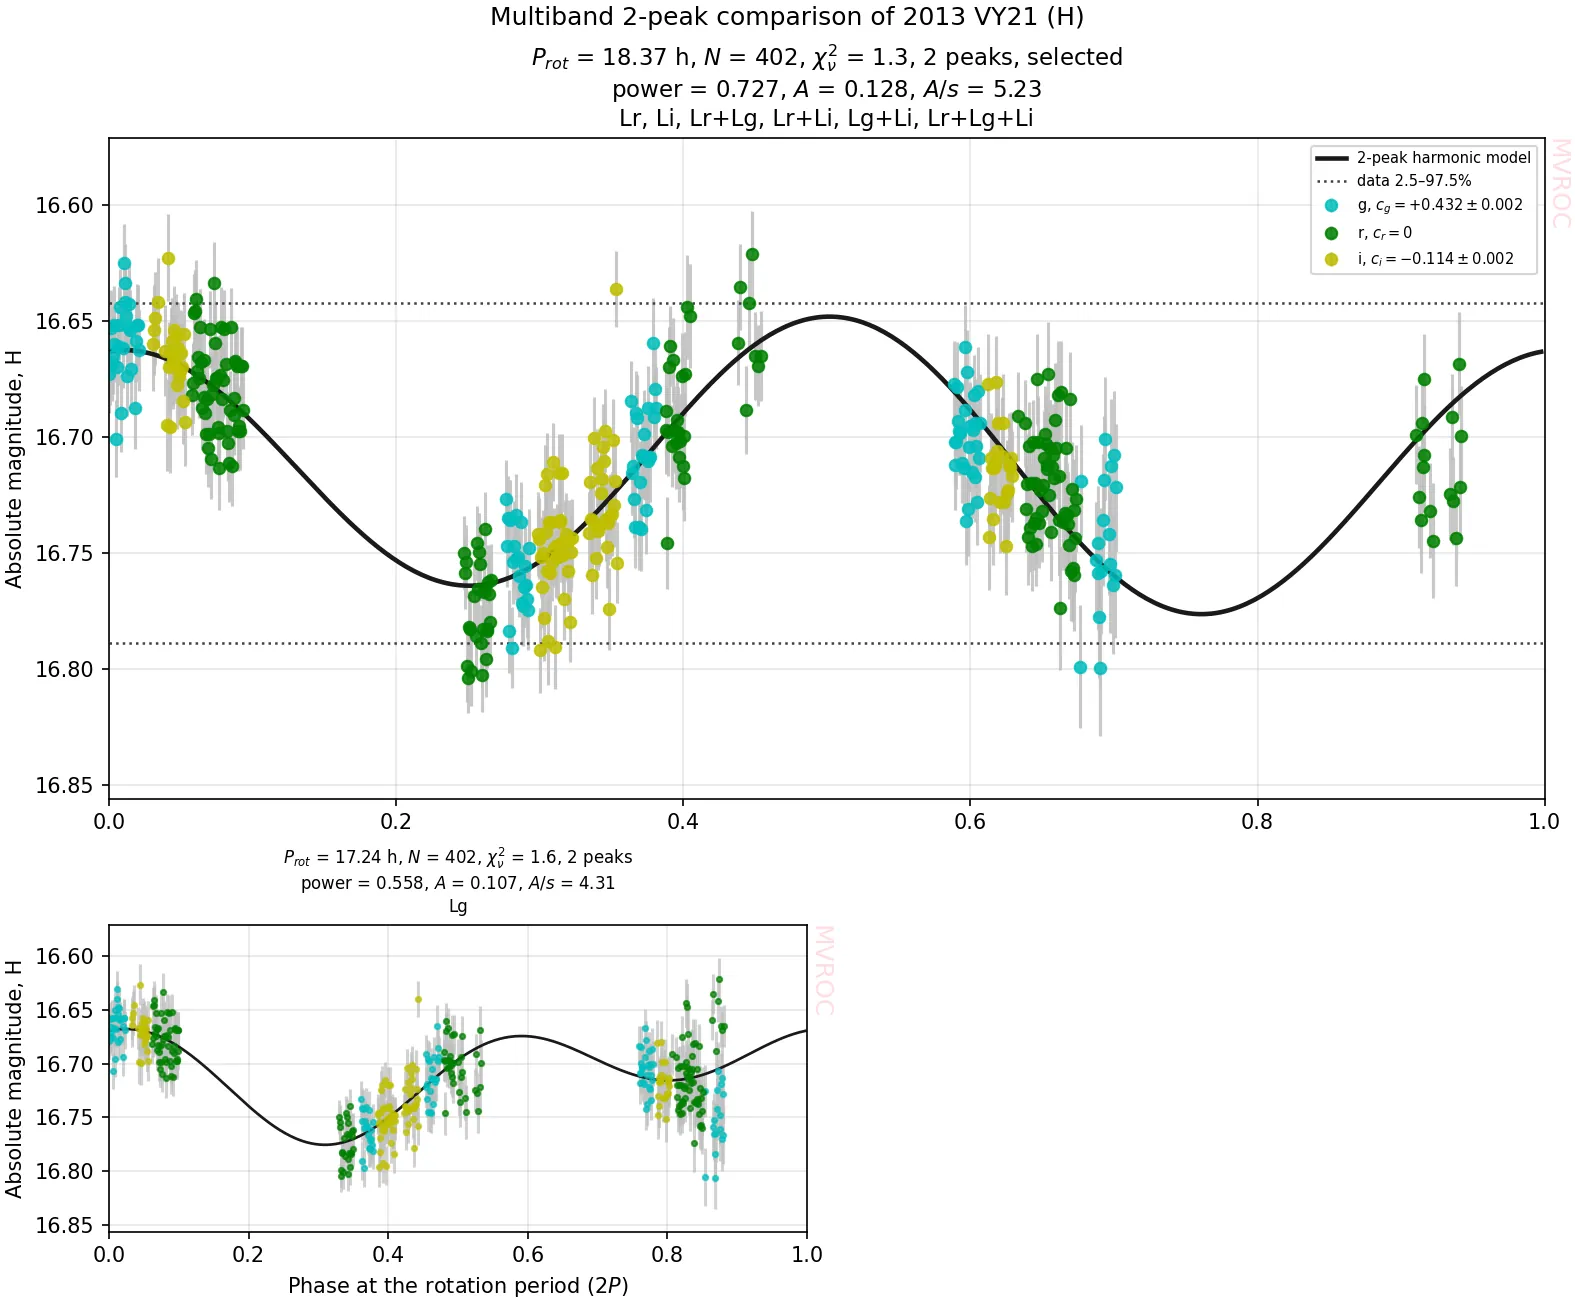 Multiband 2-peak comparison of 2013 VY21 (H)
P_rot = 18.37 h, N = 402, χ²_ν = 1.3, 2 peaks, selected
power = 0.727, A = 0.128, A/s = 5.23
Lr, Li, Lr+Lg, Lr+Li, Lg+Li, Lr+Lg+Li
2-peak harmonic model
data 2.5–97.5%
g, c_g = +0.432 ± 0.002
r, c_r = 0
i, c_i = −0.114 ± 0.002
MVROC
Absolute magnitude, H
16.60
16.65
16.70
16.75
16.80
16.85
0.0 0.2 0.4 0.6 0.8 1.0
P_rot = 17.24 h, N = 402, χ²_ν = 1.6, 2 peaks
power = 0.558, A = 0.107, A/s = 4.31
Lg
MVROC
Absolute magnitude, H
16.60
16.65
16.70
16.75
16.80
16.85
0.0 0.2 0.4 0.6 0.8 1.0
Phase at the rotation period (2P)